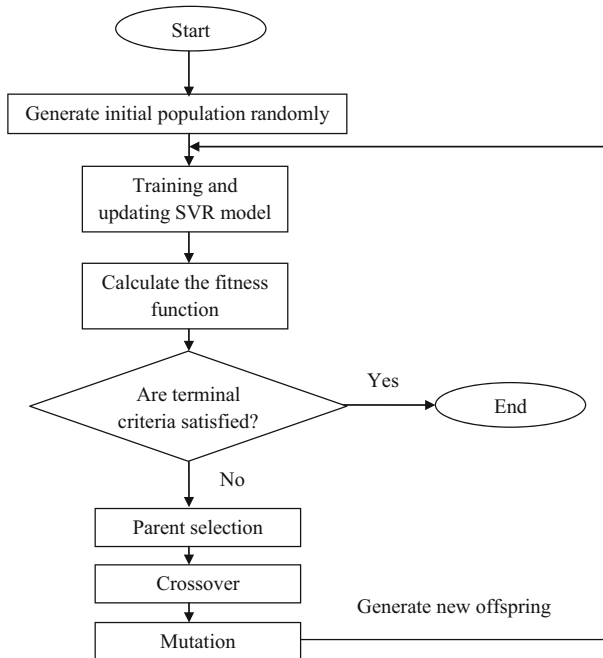 Start
Generate initial population randomly
Training and
updating SVR model
Calculate the fitness
function
Are terminal
criteria satisfied?
Yes
End
No
Parent selection
Crossover
Mutation
Generate new offspring